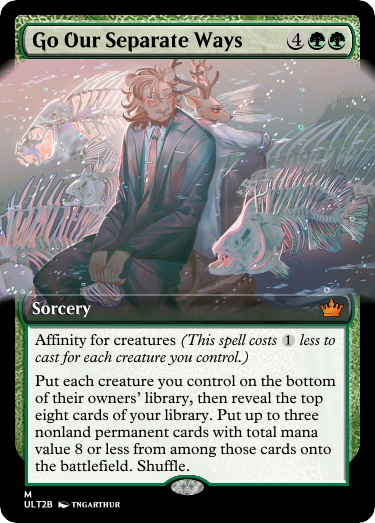 Go Our Separate Ways 4
Sorcery
Affinity for creatures (This spell costs 1 less to
cast for each creature you control.)
Put each creature you control on the bottom
of their owners' library, then reveal the top
eight cards of your library. Put up to three
nonland permanent cards with total mana
value 8 or less from among those cards onto
the battlefield. Shuffle.
M
ULT2B TNGARTHUR